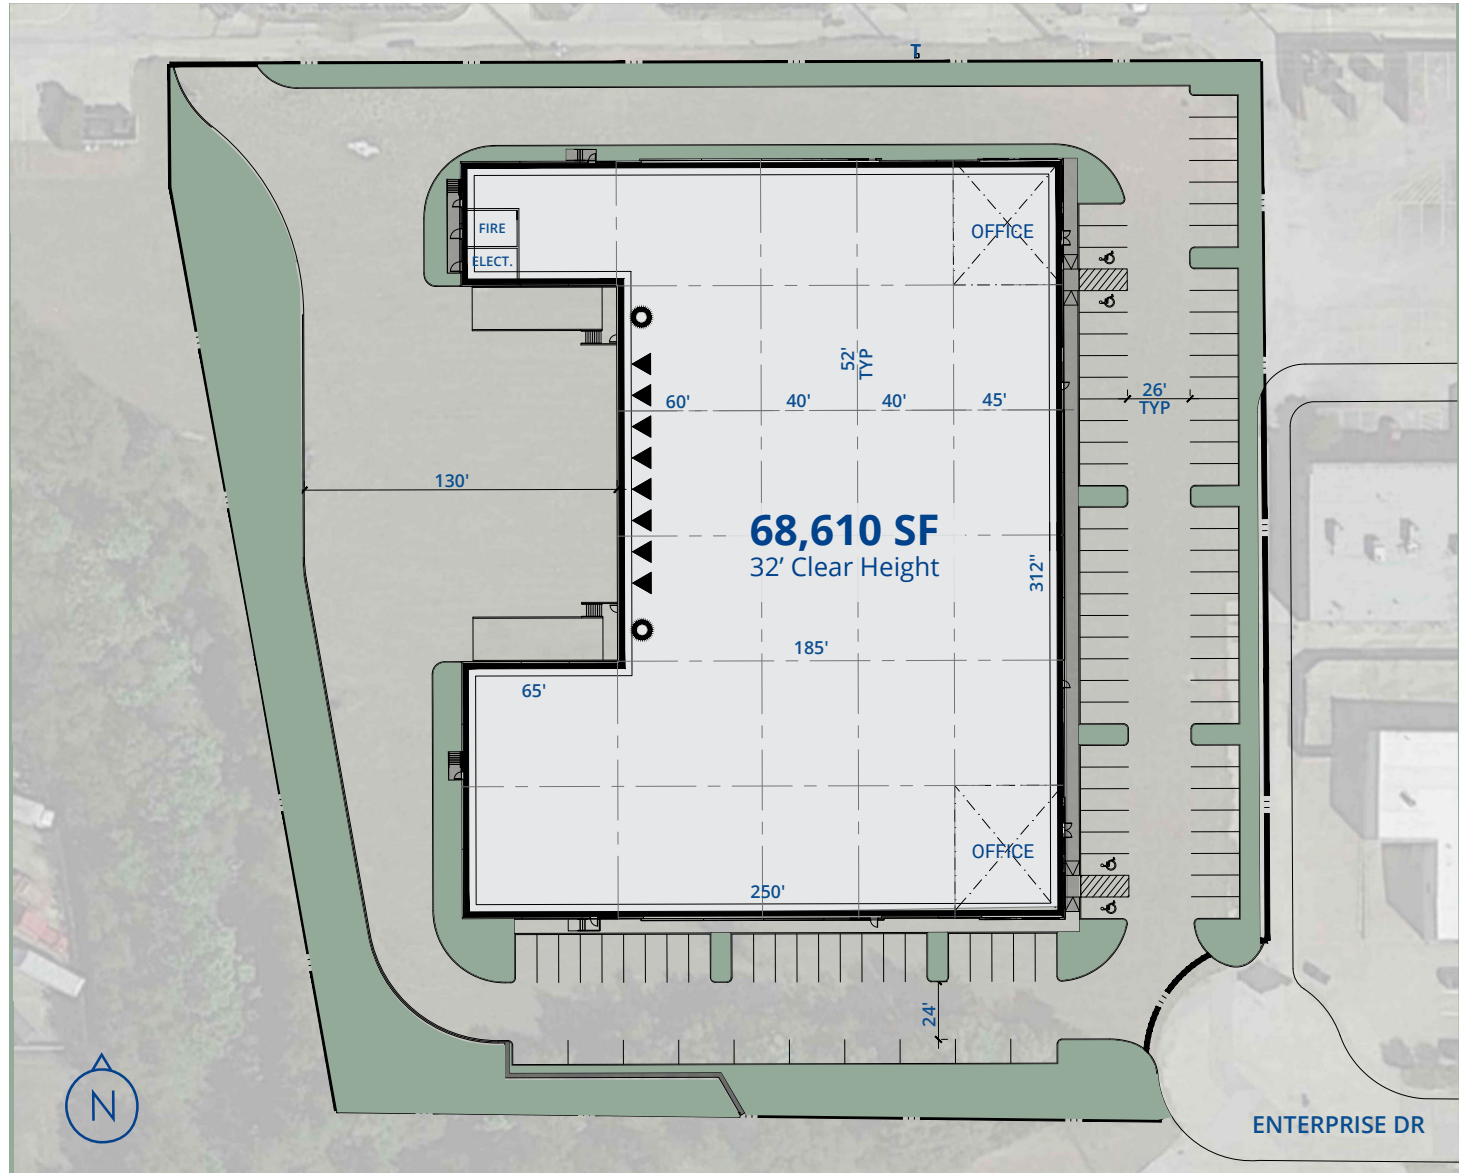 1
FIRE
ELECT.
OFFICE
52'
TYP
60'
40'
40'
45'
26'
TYP
130'
68,610 SF
32’ Clear Height
312"
185'
65'
OFFICE
250'
24'
N
ENTERPRISE DR